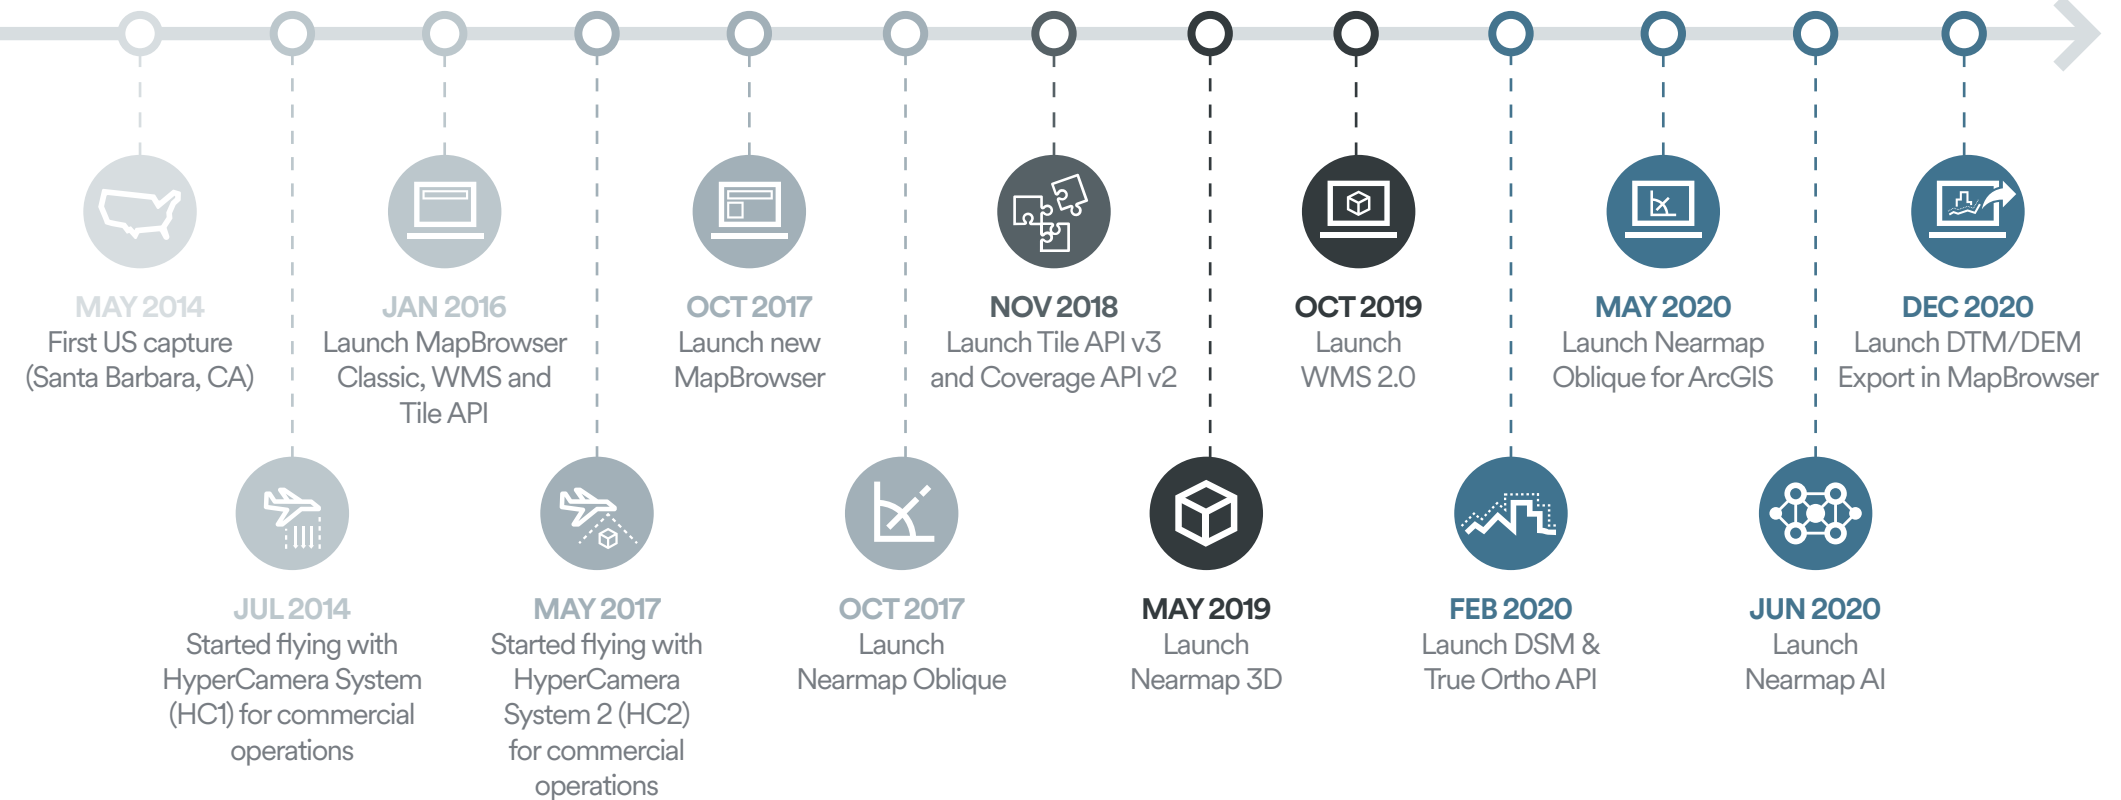 MAY 2014
First US capture
(Santa Barbara, CA)
JUL 2014
Started flying with
HyperCamera System
(HC1) for commercial
operations
JAN 2016
Launch MapBrowser
Classic, WMS and
Tile API
MAY 2017
Started flying with
HyperCamera
System 2 (HC2)
for commercial
operations
OCT 2017
Launch new
MapBrowser
OCT 2017
Launch
Nearmap Oblique
NOV 2018
Launch Tile API v3
and Coverage API v2
MAY 2019
Launch
Nearmap 3D
OCT 2019
Launch
WMS 2.0
FEB 2020
Launch DSM &
True Ortho API
MAY 2020
Launch Nearmap
Oblique for ArcGIS
JUN 2020
Launch
Nearmap AI
DEC 2020
Launch DTM/DEM
Export in MapBrowser